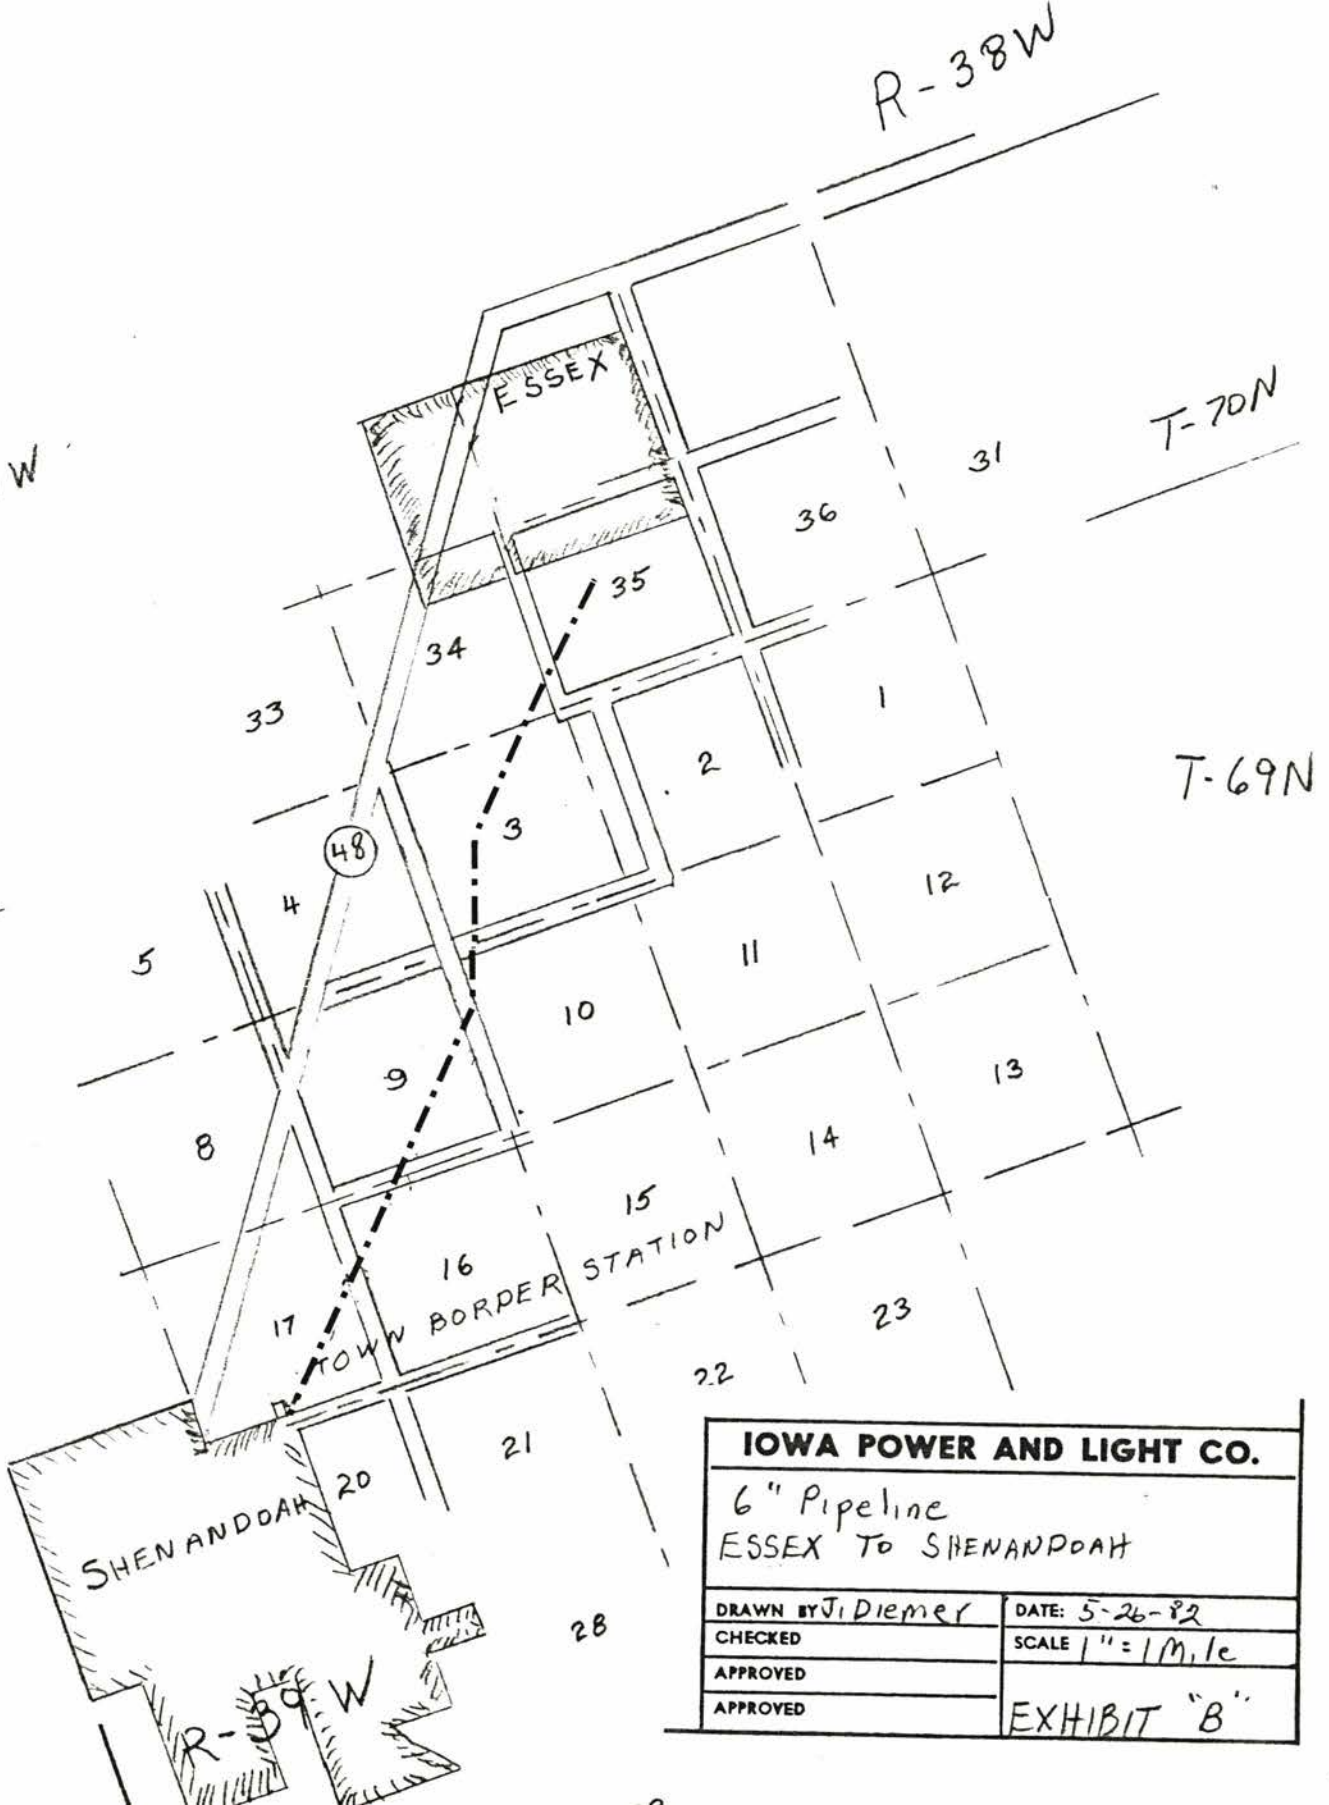 R-38W
W
ESSEX
T-70N
31
36
35
34
33
1
2
T-69N
3
48
4
12
5
11
10
9
13
8
14
15
16
TOWN BORDER STATION
17
23
22
21
20
SHENANDOAH
28
R-39W
IOWA POWER AND LIGHT CO.
6" Pipeline
ESSEX TO SHENANDOAH
DRAWN BY J. Diemer
DATE: 5-26-82
CHECKED
SCALE 1" = 1 Mile
APPROVED
APPROVED
EXHIBIT "B"